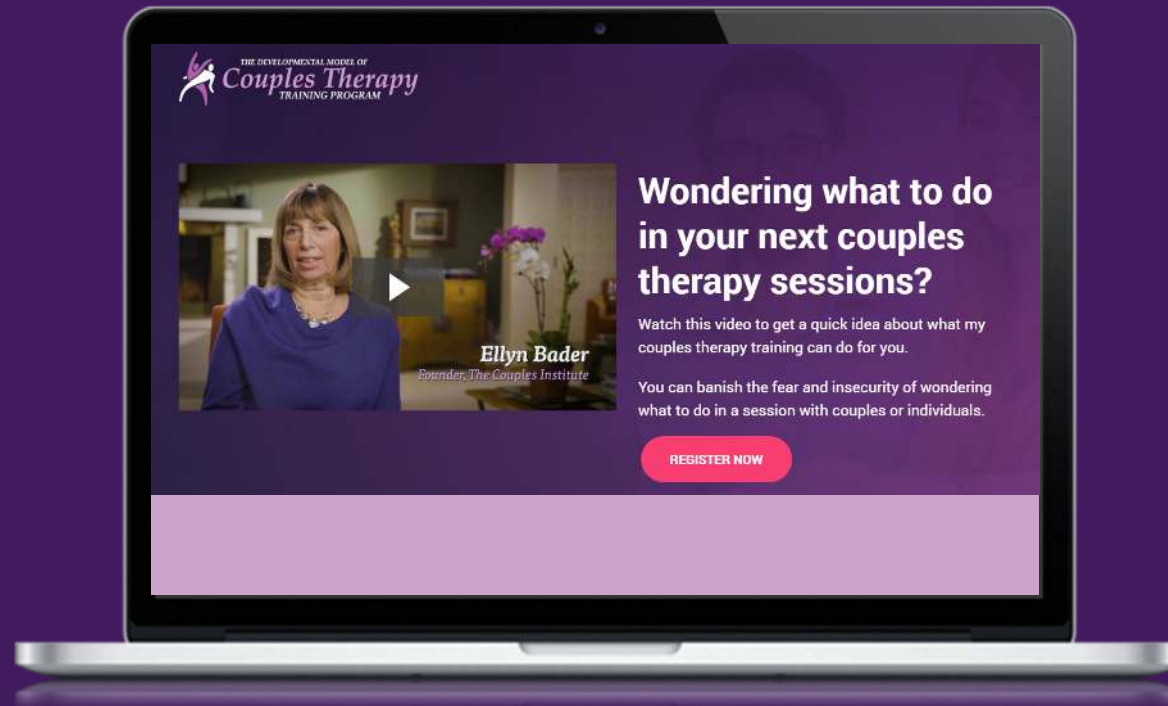 THE DEVELOPMENTAL MODEL OF
Couples Therapy
TRAINING PROGRAM
Ellyn Bader
Founder, The Couples Institute
Wondering what to do
in your next couples
therapy sessions?
Watch this video to get a quick idea about what my
couples therapy training can do for you.
You can banish the fear and insecurity of wondering
what to do in a session with couples or individuals.
REGISTER NOW